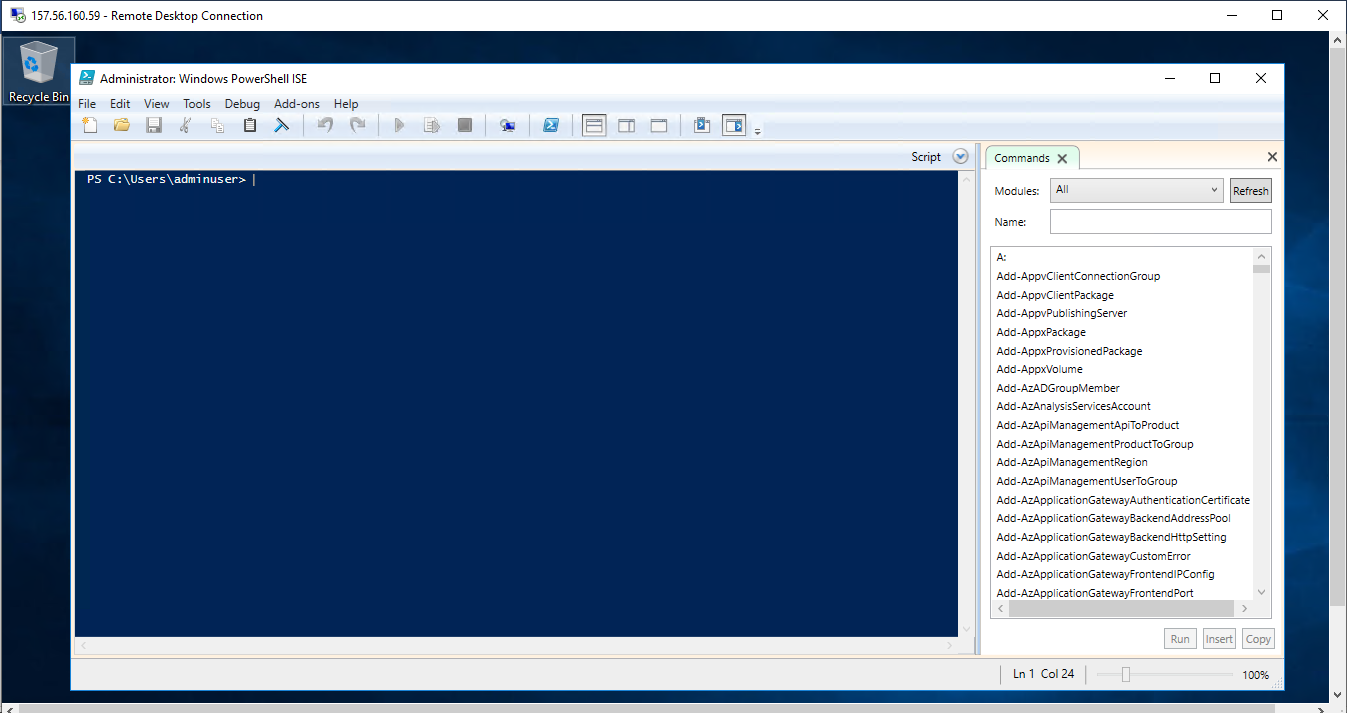 157.56.160.59 - Remote Desktop Connection
Recycle Bin
Administrator: Windows PowerShell ISE
File Edit View Tools Debug Add-ons Help
Script
PS C:\Users\adminuser>
Commands
Modules: All Refresh
Name:
A:
Add-AppvClientConnectionGroup
Add-AppvClientPackage
Add-AppvPublishingServer
Add-AppxPackage
Add-AppxProvisionedPackage
Add-AppxVolume
Add-AzADGroupMember
Add-AzAnalysisServicesAccount
Add-AzApiManagementApiToProduct
Add-AzApiManagementProductToGroup
Add-AzApiManagementRegion
Add-AzApiManagementUserToGroup
Add-AzApplicationGatewayAuthenticationCertificate
Add-AzApplicationGatewayBackendAddressPool
Add-AzApplicationGatewayBackendHttpSetting
Add-AzApplicationGatewayCustomError
Add-AzApplicationGatewayFrontendIPConfig
Add-AzApplicationGatewayFrontendPort
Run Insert Copy
Ln 1 Col 24 100%